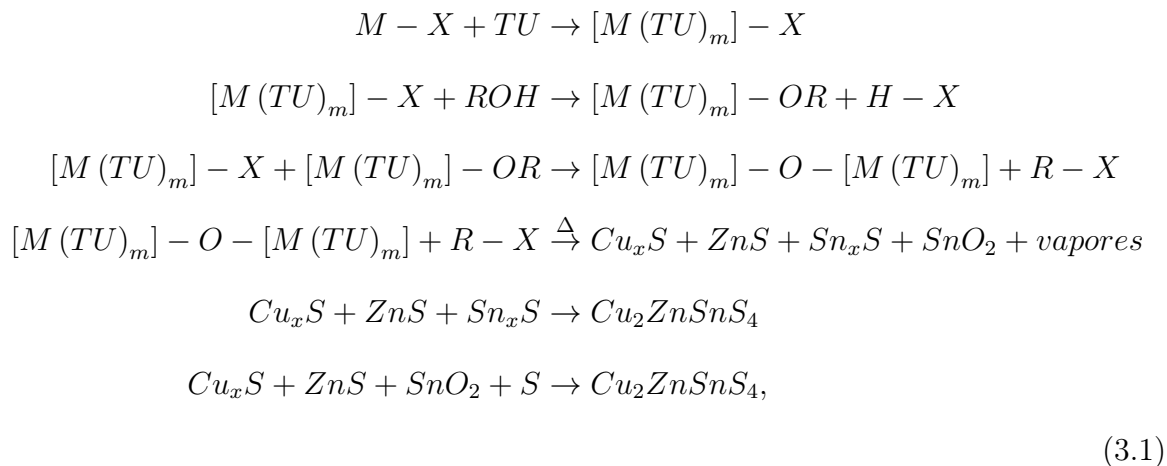 M − X + TU → [M (TU)ₘ] − X
[M (TU)ₘ] − X + ROH → [M (TU)ₘ] − OR + H − X
[M (TU)ₘ] − X + [M (TU)ₘ] − OR → [M (TU)ₘ] − O − [M (TU)ₘ] + R − X
[M (TU)ₘ] − O − [M (TU)ₘ] + R − X \xrightarrow{Δ} CuₓS + ZnS + SnₓS + SnO₂ + vapores
CuₓS + ZnS + SnₓS → Cu₂ZnSnS₄
CuₓS + ZnS + SnO₂ + S → Cu₂ZnSnS₄,
(3.1)